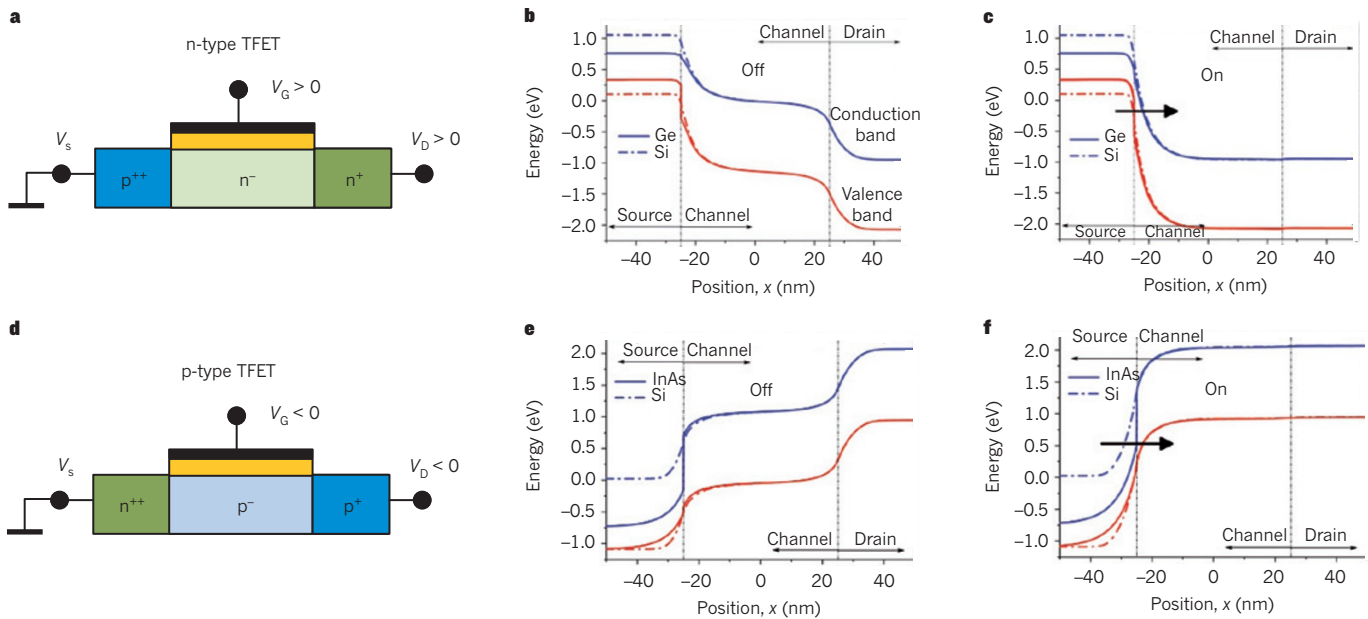 a
n-type TFET
V_G > 0
V_s
V_D > 0
p++
n−
n+
b
1.0
0.5
0.0
−0.5
−1.0
−1.5
−2.0
Energy (eV)
Channel
Drain
Off
Ge
Si
Conduction
band
Valence
band
Source
Channel
−40
−20
0
20
40
Position, x (nm)
c
1.0
0.5
0.0
−0.5
−1.0
−1.5
−2.0
Energy (eV)
Channel
Drain
On
Ge
Si
Source
Channel
−40
−20
0
20
40
Position, x (nm)
d
p-type TFET
V_G < 0
V_s
V_D < 0
n++
p−
p+
e
2.0
1.5
1.0
0.5
0.0
−0.5
−1.0
Energy (eV)
Source
Channel
InAs
Si
Off
Channel
Drain
−40
−20
0
20
40
Position, x (nm)
f
2.0
1.5
1.0
0.5
0.0
−0.5
−1.0
Energy (eV)
Source
Channel
InAs
Si
On
Channel
Drain
−40
−20
0
20
40
Position, x (nm)